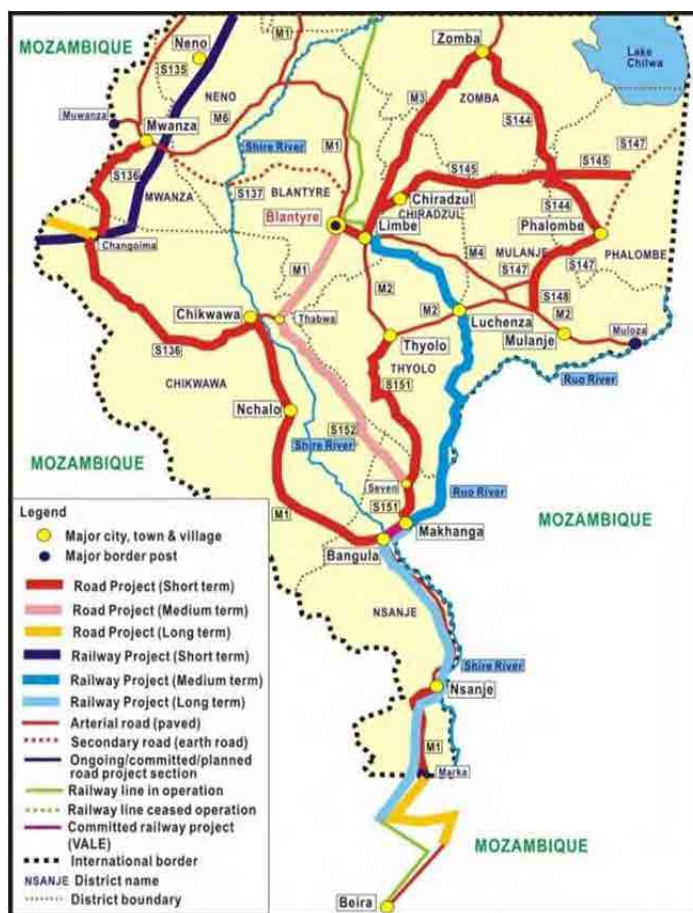 MOZAMBIQUE
Neno
M1
Zomba
Lake
Chilwa
S135
NENO
M3
ZOMBA
S144
Muwanza
M6
Mwanza
Shire River
M1
S147
S145
S145
S136
MWANZA
S137
BLANTYRE
Chiradzul
CHIRADZUL
S144
Blantyre
Limbe
Phalombe
Changoima
M4
MULANJE
S147
PHALOMBE
M1
M2
S147
S148
Chikwawa
Thabwa
M2
Luchenza
M2
Mulanje
Muloza
Thyolo
S136
THYOLO
CHIKWAWA
S151
Ruo River
Nchalo
S152
Shire River
MOZAMBIQUE
Seven
Ruo River
MOZAMBIQUE
M1
S151
Makhanga
Bangula
NSANJE
Shire River
Nsanje
M1
Marka
MOZAMBIQUE
Beira
Legend
Major city, town & village
Major border post
Road Project (Short term)
Road Project (Medium term)
Road Project (Long term)
Railway Project (Short term)
Railway Project (Medium term)
Railway Project (Long term)
Arterial road (paved)
Secondary road (earth road)
Ongoing/committed/planned
road project section
Railway line in operation
Railway line ceased operation
Committed railway project
(VALE)
International border
NSANJE District name
District boundary